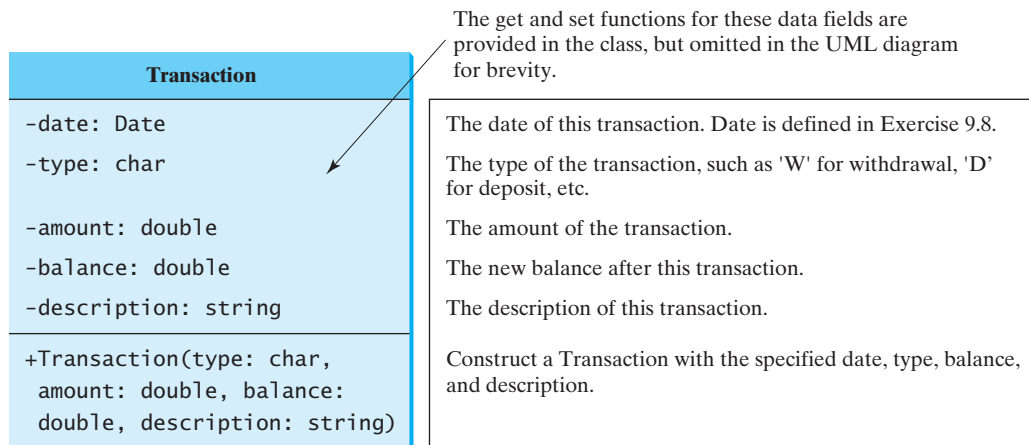 The get and set functions for these data fields are
provided in the class, but omitted in the UML diagram
for brevity.
Transaction
-date: Date
The date of this transaction. Date is defined in Exercise 9.8.
-type: char
The type of the transaction, such as 'W' for withdrawal, 'D’
for deposit, etc.
-amount: double
The amount of the transaction.
-balance: double
The new balance after this transaction.
-description: string
The description of this transaction.
+Transaction(type: char,
amount: double, balance:
double, description: string)
Construct a Transaction with the specified date, type, balance,
and description.